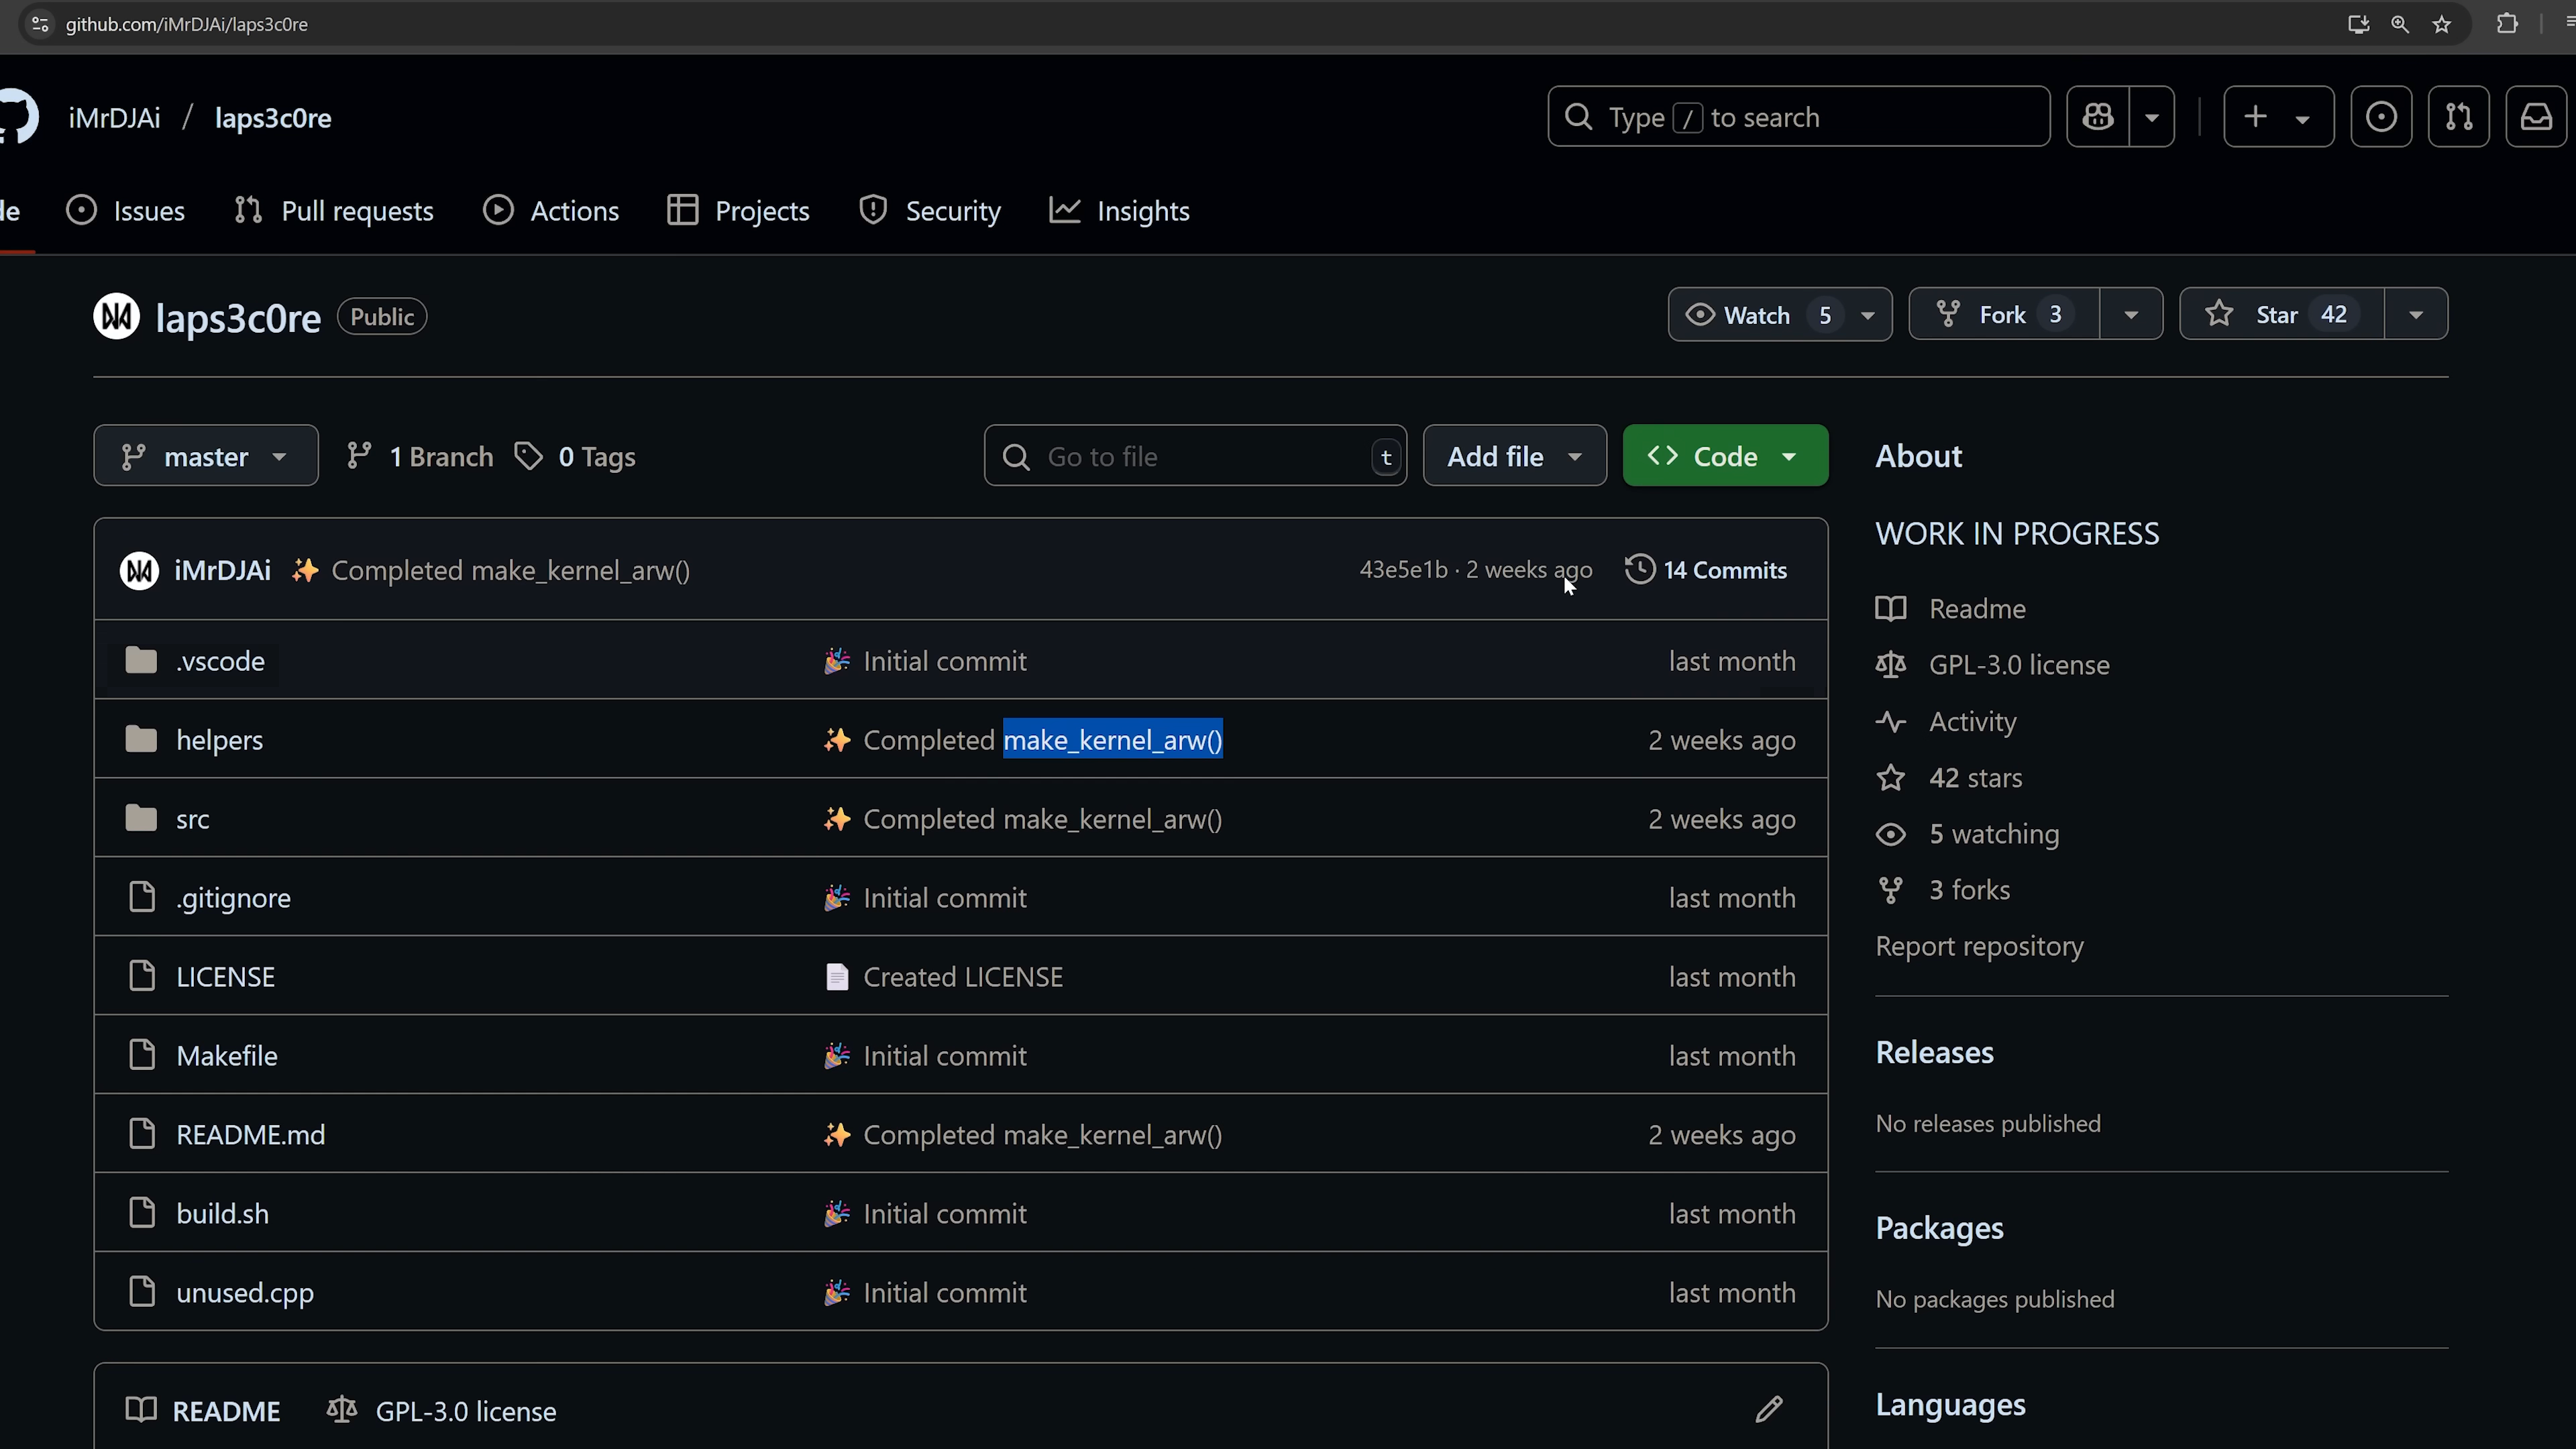 github.com/iMrDJAi/laps3c0re
iMrDJAi / laps3c0re
Type / to search
de
Issues
Pull requests
Actions
Projects
Security
Insights
laps3c0re Public
Watch 5
Fork 3
Star 42
master
1 Branch
0 Tags
Go to file t
Add file
<> Code
iMrDJAi ✨ Completed make_kernel_arw()
43e5e1b · 2 weeks ago
14 Commits
.vscode
🎉 Initial commit
last month
helpers
✨ Completed make_kernel_arw()
2 weeks ago
src
✨ Completed make_kernel_arw()
2 weeks ago
.gitignore
🎉 Initial commit
last month
LICENSE
📄 Created LICENSE
last month
Makefile
🎉 Initial commit
last month
README.md
✨ Completed make_kernel_arw()
2 weeks ago
build.sh
🎉 Initial commit
last month
unused.cpp
🎉 Initial commit
last month
README
GPL-3.0 license
About
WORK IN PROGRESS
Readme
GPL-3.0 license
Activity
42 stars
5 watching
3 forks
Report repository
Releases
No releases published
Packages
No packages published
Languages